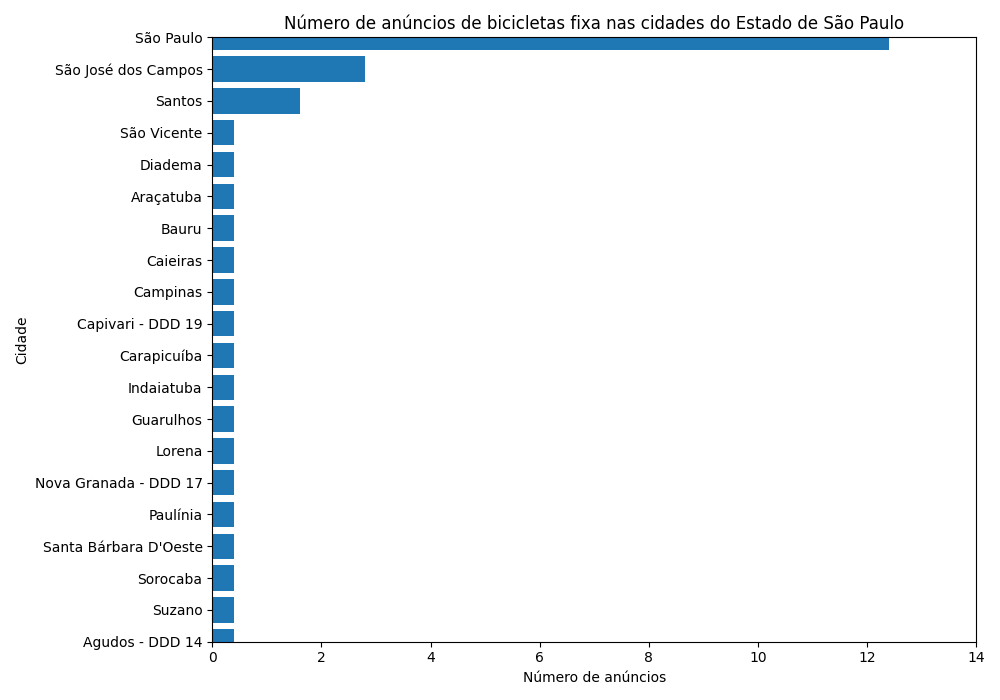 Número de anúncios de bicicletas fixa nas cidades do Estado de São Paulo
São Paulo
São José dos Campos
Santos
São Vicente
Diadema
Araçatuba
Bauru
Caieiras
Campinas
Capivari - DDD 19
Carapicuíba
Indaiatuba
Guarulhos
Lorena
Nova Granada - DDD 17
Paulínia
Santa Bárbara D'Oeste
Sorocaba
Suzano
Agudos - DDD 14
Cidade
0 2 4 6 8 10 12 14
Número de anúncios